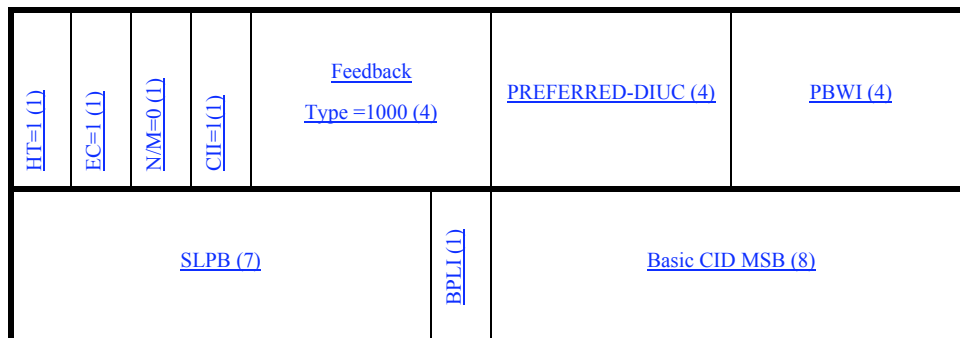 HT=1 (1)
EC=1 (1)
N/M=0 (1)
CII=1(1)
Feedback
Type =1000 (4)
PREFERRED-DIUC (4)
PBWI (4)
SLPB (7)
BPLI (1)
Basic CID MSB (8)